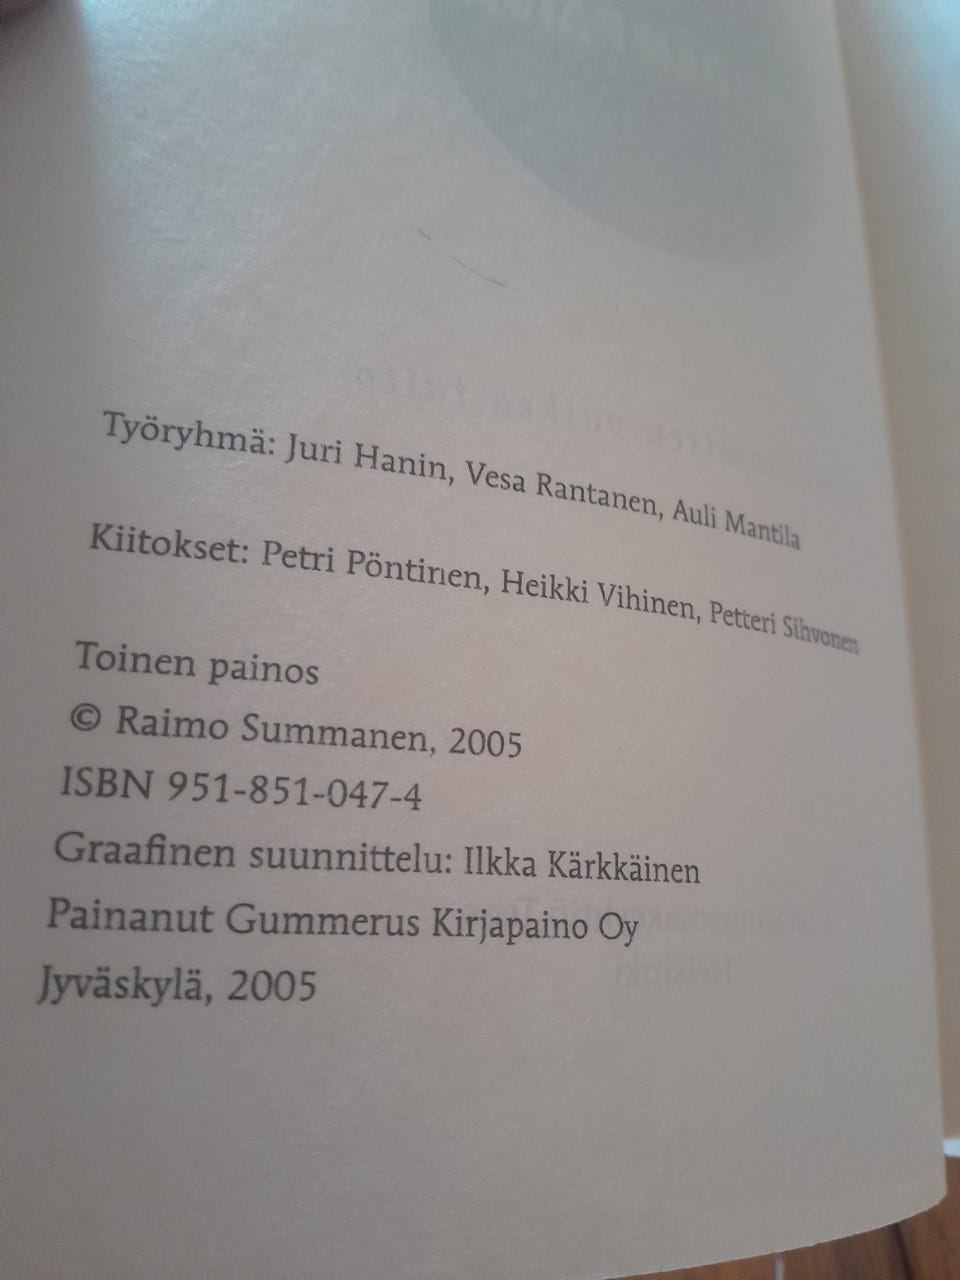 Työryhmä: Juri Hanin, Vesa Rantanen, Auli Mantila
Kiitokset: Petri Pöntinen, Heikki Vihinen, Petteri Sihvonen
Toinen painos
© Raimo Summanen, 2005
ISBN 951-851-047-4
Graafinen suunnittelu: Ilkka Kärkkäinen
Painanut Gummerus Kirjapaino Oy
Jyväskylä, 2005